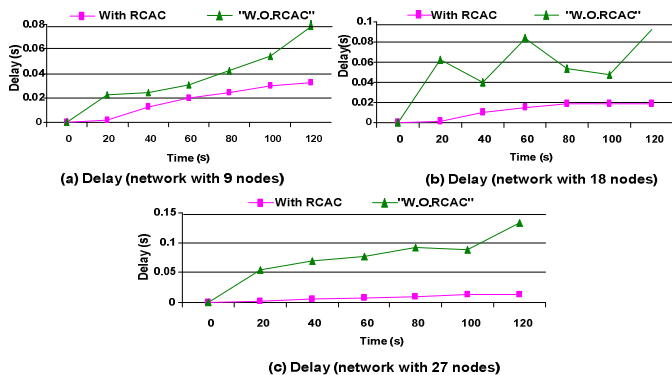 With RCAC "W.O.RCAC"
Delay (s)
0.08
0.06
0.04
0.02
0
0 20 40 60 80 100 120
Time (s)
(a) Delay (network with 9 nodes)
With RCAC "W.O.RCAC"
Delay(s)
0.1
0.08
0.06
0.04
0.02
0
0 20 40 60 80 100 120
Time (s)
(b) Delay (network with 18 nodes)
With RCAC "W.O.RCAC"
Delay (s)
0.15
0.1
0.05
0
0 20 40 60 80 100 120
Time (s)
(c) Delay (network with 27 nodes)